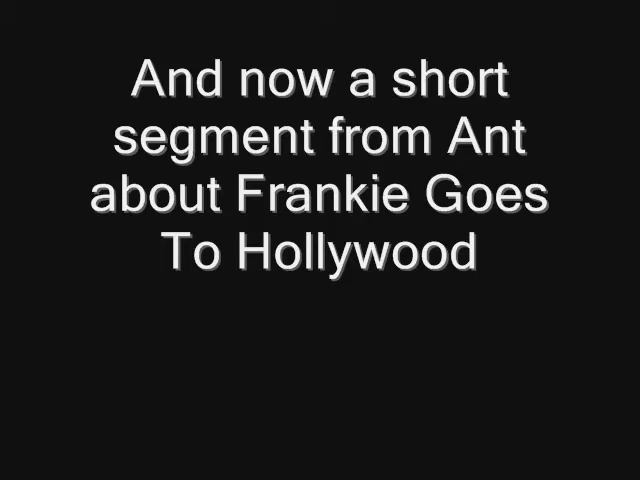 And now a short
segment from Ant
about Frankie Goes
To Hollywood